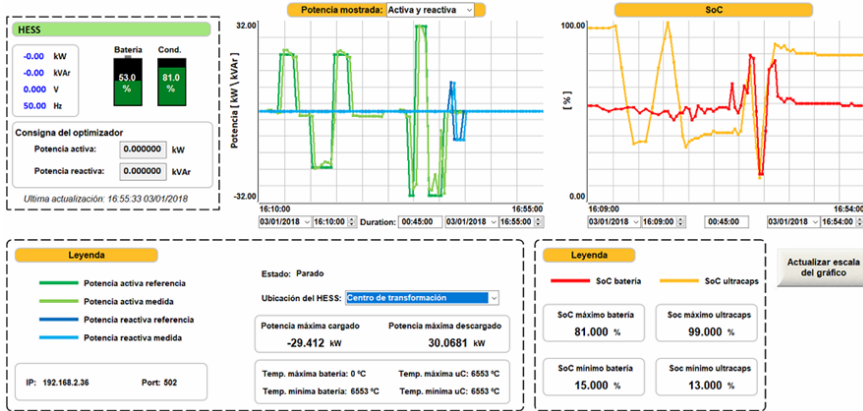 HESS
-0.00 kW
-0.00 kVAr
0.000 V
50.00 Hz
Batería Cond.
53.0 % 81.0 %
Consigna del optimizador
Potencia activa: 0.000000 kW
Potencia reactiva: 0.000000 kVAr
Ultima actualización: 16:55:33 03/01/2018
Potencia mostrada: Activa y reactiva
32.00
Potencia [ kW \ kVAr ]
-32.00
16:10:00 16:55:00
03/01/2018 16:10:00 Duration: 00:45:00 03/01/2018 16:55:00
SoC
100.00
[ % ]
0.00
16:09:00 16:54:00
03/01/2018 16:09:00 00:45:00 03/01/2018 16:54:00
Leyenda
Potencia activa referencia
Potencia activa medida
Potencia reactiva referencia
Potencia reactiva medida
IP: 192.168.2.36 Port: 502
Estado: Parado
Ubicación del HESS: Centro de transformación
Potencia máxima cargado Potencia máxima descargado
-29.412 kW 30.0681 kW
Temp. máxima batería: 0 ºC Temp. máxima uC: 6553 ºC
Temp. mínima batería: 6553 ºC Temp. mínima uC: 6553 ºC
Leyenda
SoC batería SoC ultracaps
SoC máximo batería Soc máximo ultracaps
81.000 % 99.000 %
SoC mínimo batería Soc mínimo ultracaps
15.000 % 13.000 %
Actualizar escala
del gráfico